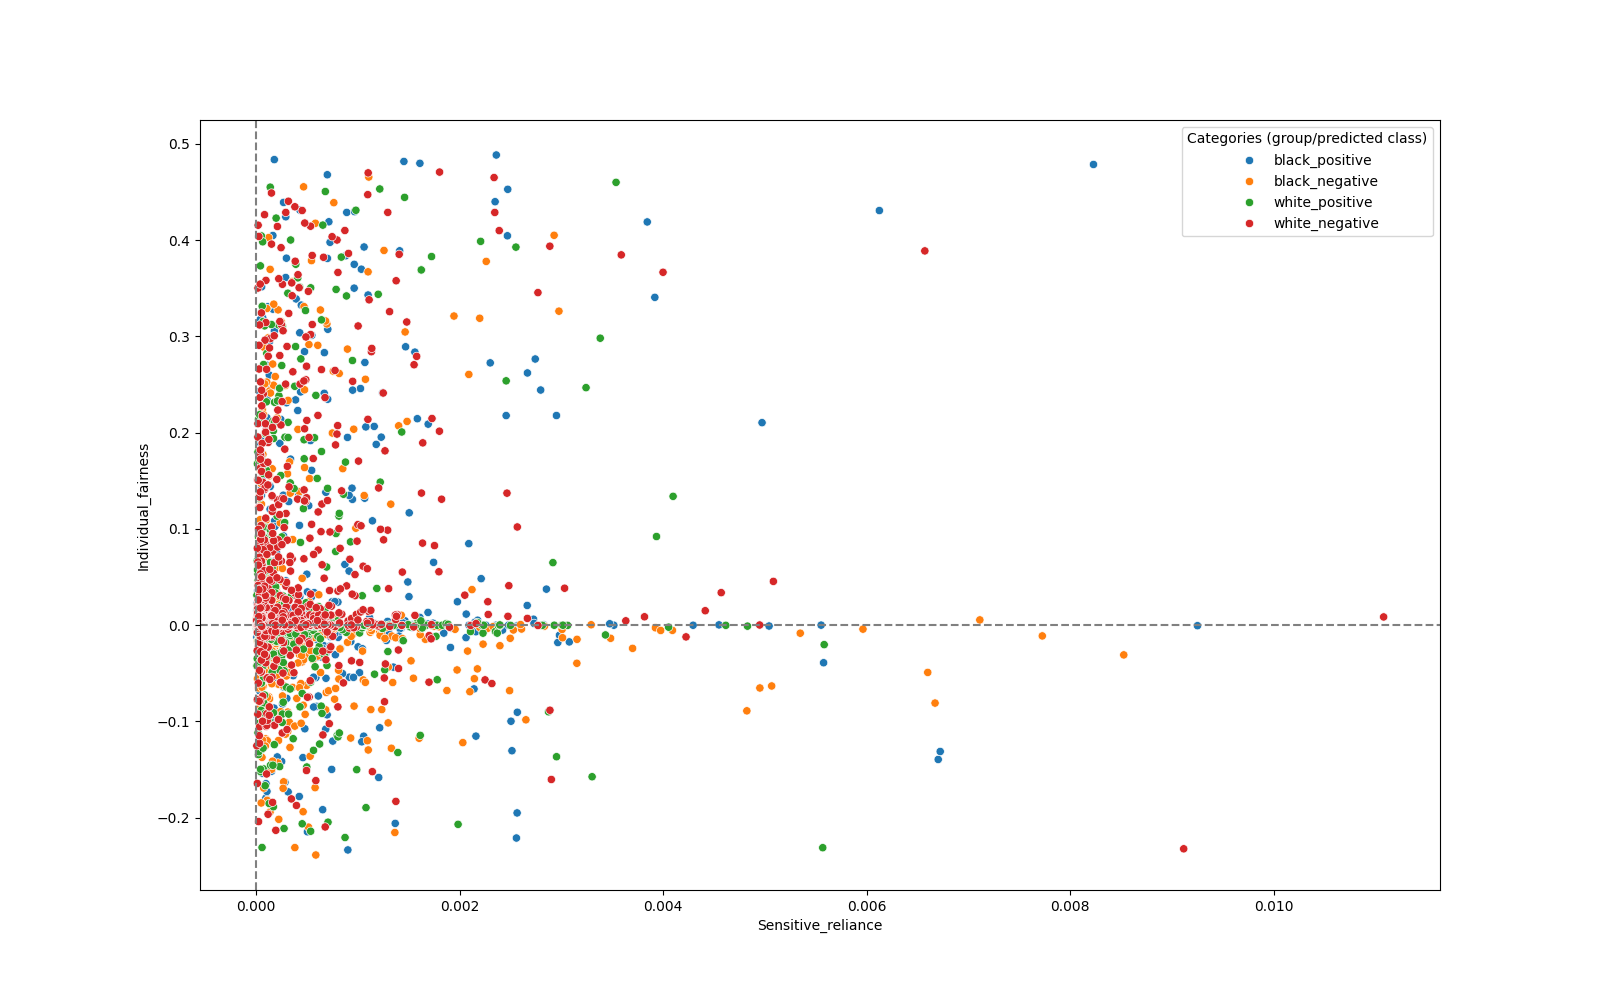 Categories (group/predicted class)
black_positive
black_negative
white_positive
white_negative
0.5
0.4
0.3
0.2
0.1
0.0
−0.1
−0.2
Individual_fairness
0.000 0.002 0.004 0.006 0.008 0.010
Sensitive_reliance